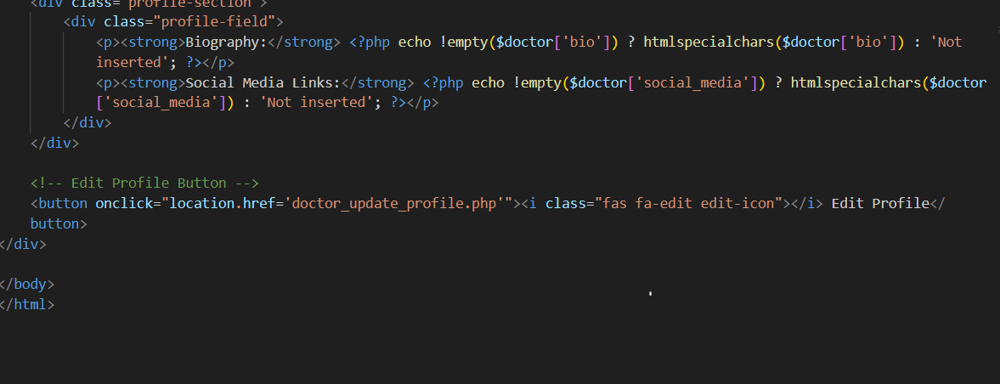 <div class="profile-section">
<div class="profile-field">
<p><strong>Biography:</strong> <?php echo !empty($doctor['bio']) ? htmlspecialchars($doctor['bio']) : 'Not
inserted'; ?></p>
<p><strong>Social Media Links:</strong> <?php echo !empty($doctor['social_media']) ? htmlspecialchars($doctor
['social_media']) : 'Not inserted'; ?></p>
</div>
</div>
<!-- Edit Profile Button -->
<button onclick="location.href='doctor_update_profile.php'"><i class="fas fa-edit edit-icon"></i> Edit Profile</
button>
</div>
</body>
</html>